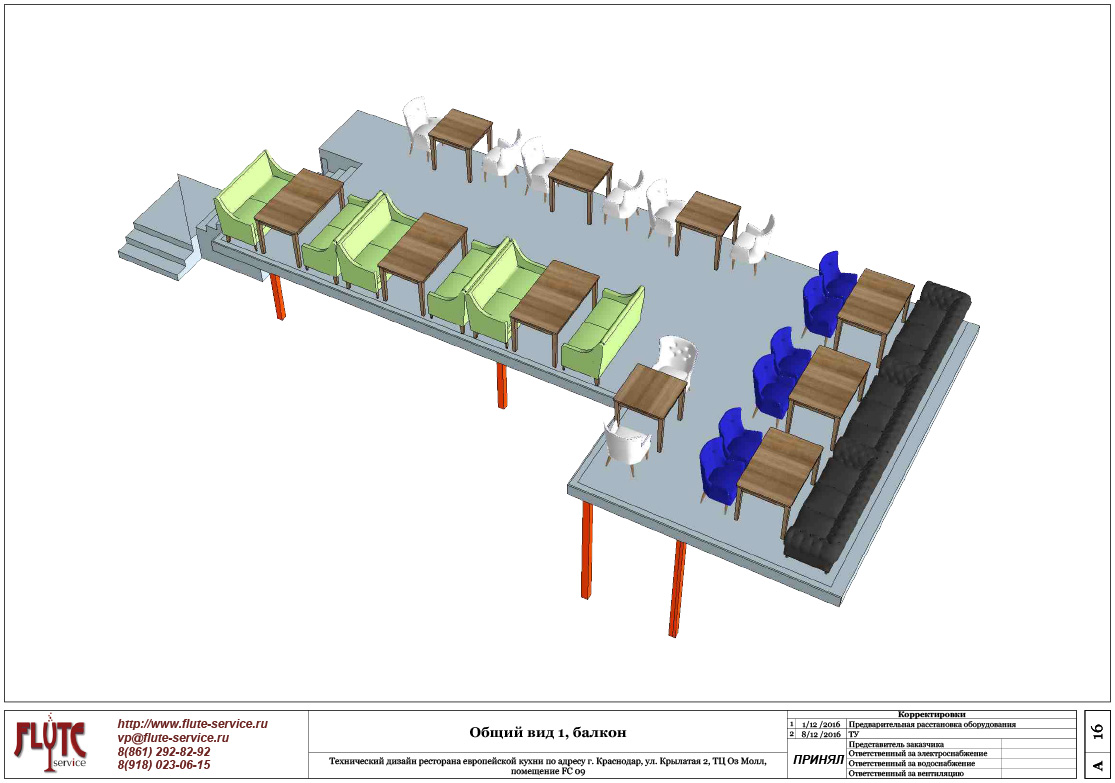 FLUTE
service
http://www.flute-service.ru
vp@flute-service.ru
8(861) 292-82-92
8(918) 023-06-15
Общий вид 1, балкон
Технический дизайн ресторана европейской кухни по адресу г. Краснодар, ул. Крылатая 2, ТЦ Оз Молл,
помещение FC 09
Корректировки
1 1/12 /2016 Предварительная расстановка оборудования
2 8/12 /2016 ТУ
ПРИНЯЛ
Представитель заказчика
Ответственный за электроснабжение
Ответственный за водоснабжение
Ответственный за вентиляцию
A 16